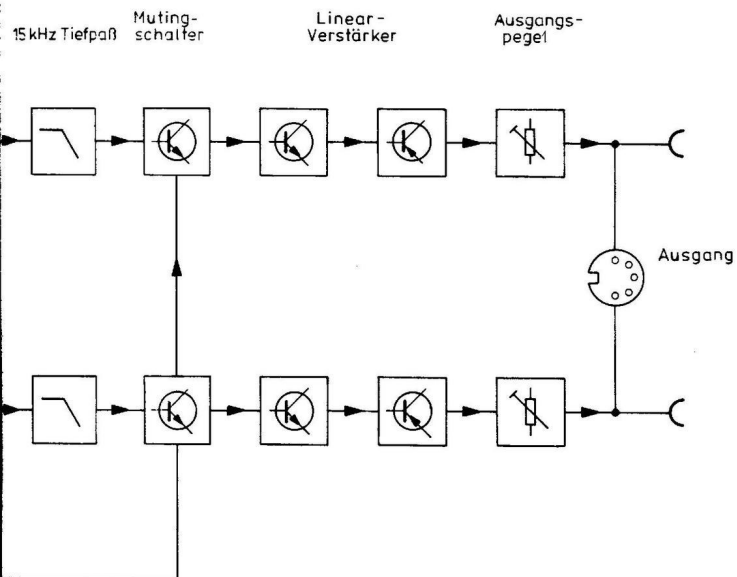 15 kHz Tiefpaß
Muting-
schalter
Linear-
Verstärker
Ausgangs-
pegel
Ausgang